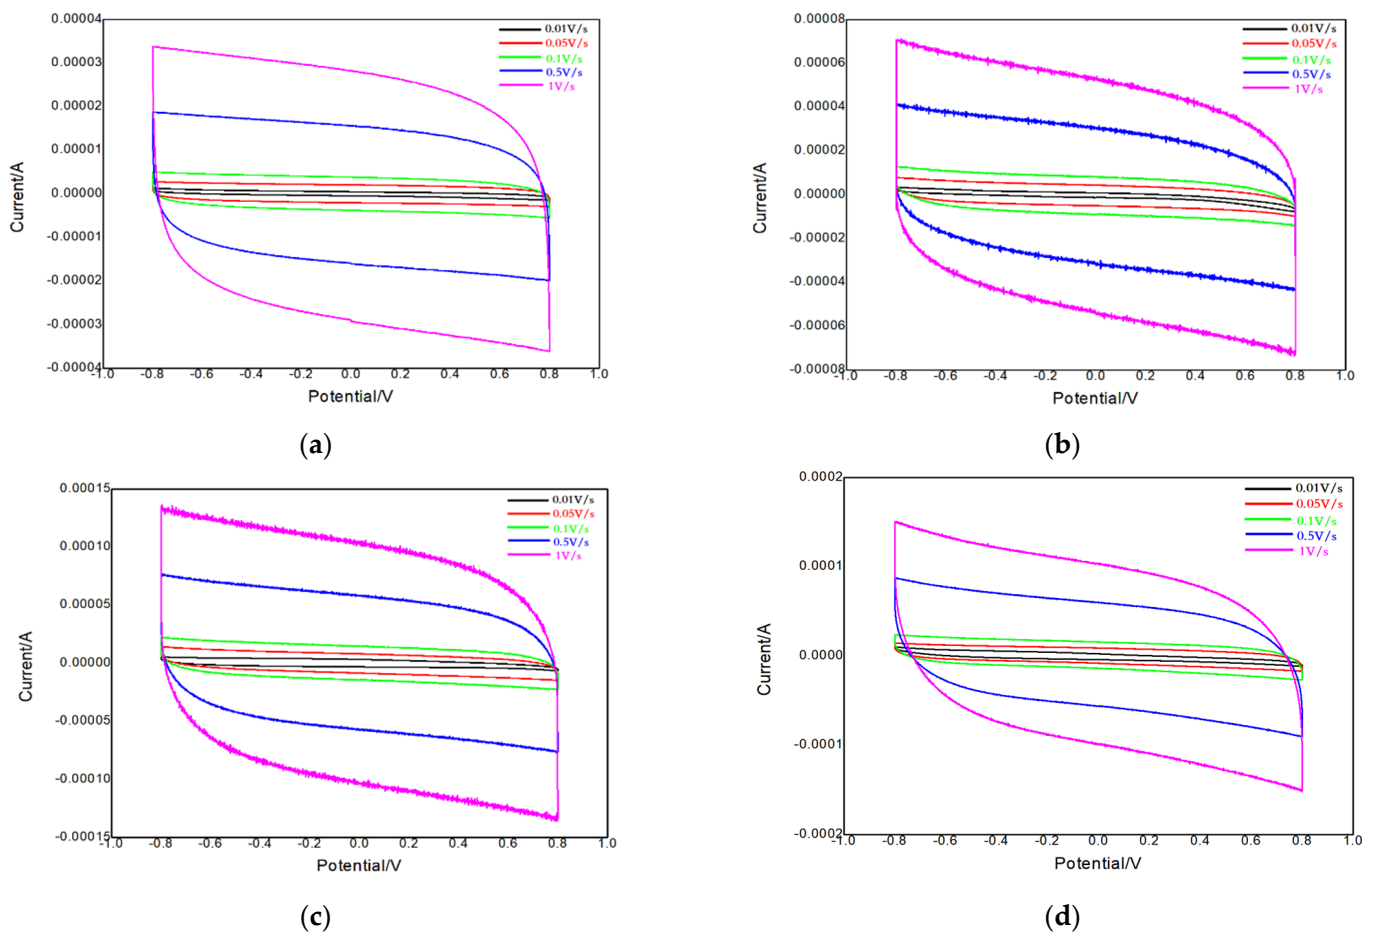 0.00004
0.00003
0.00002
0.00001
0.00000
-0.00001
-0.00002
-0.00003
-0.00004
Current/A
-1.0 -0.8 -0.6 -0.4 -0.2 0.0 0.2 0.4 0.6 0.8 1.0
Potential/V
0.01V/s
0.05V/s
0.1V/s
0.5V/s
1V/s
(a)
0.00008
0.00006
0.00004
0.00002
0.00000
-0.00002
-0.00004
-0.00006
-0.00008
Current/A
-1.0 -0.8 -0.6 -0.4 -0.2 0.0 0.2 0.4 0.6 0.8 1.0
Potential/V
0.01V/s
0.05V/s
0.1V/s
0.5V/s
1V/s
(b)
0.00015
0.00010
0.00005
0.00000
-0.00005
-0.00010
-0.00015
Current/A
-1.0 -0.8 -0.6 -0.4 -0.2 0.0 0.2 0.4 0.6 0.8 1.0
Potential/V
0.01V/s
0.05V/s
0.1V/s
0.5V/s
1V/s
(c)
0.0002
0.0001
0.0000
-0.0001
-0.0002
Current/A
-1.0 -0.8 -0.6 -0.4 -0.2 0.0 0.2 0.4 0.6 0.8 1.0
Potential/V
0.01V/s
0.05V/s
0.1V/s
0.5V/s
1V/s
(d)